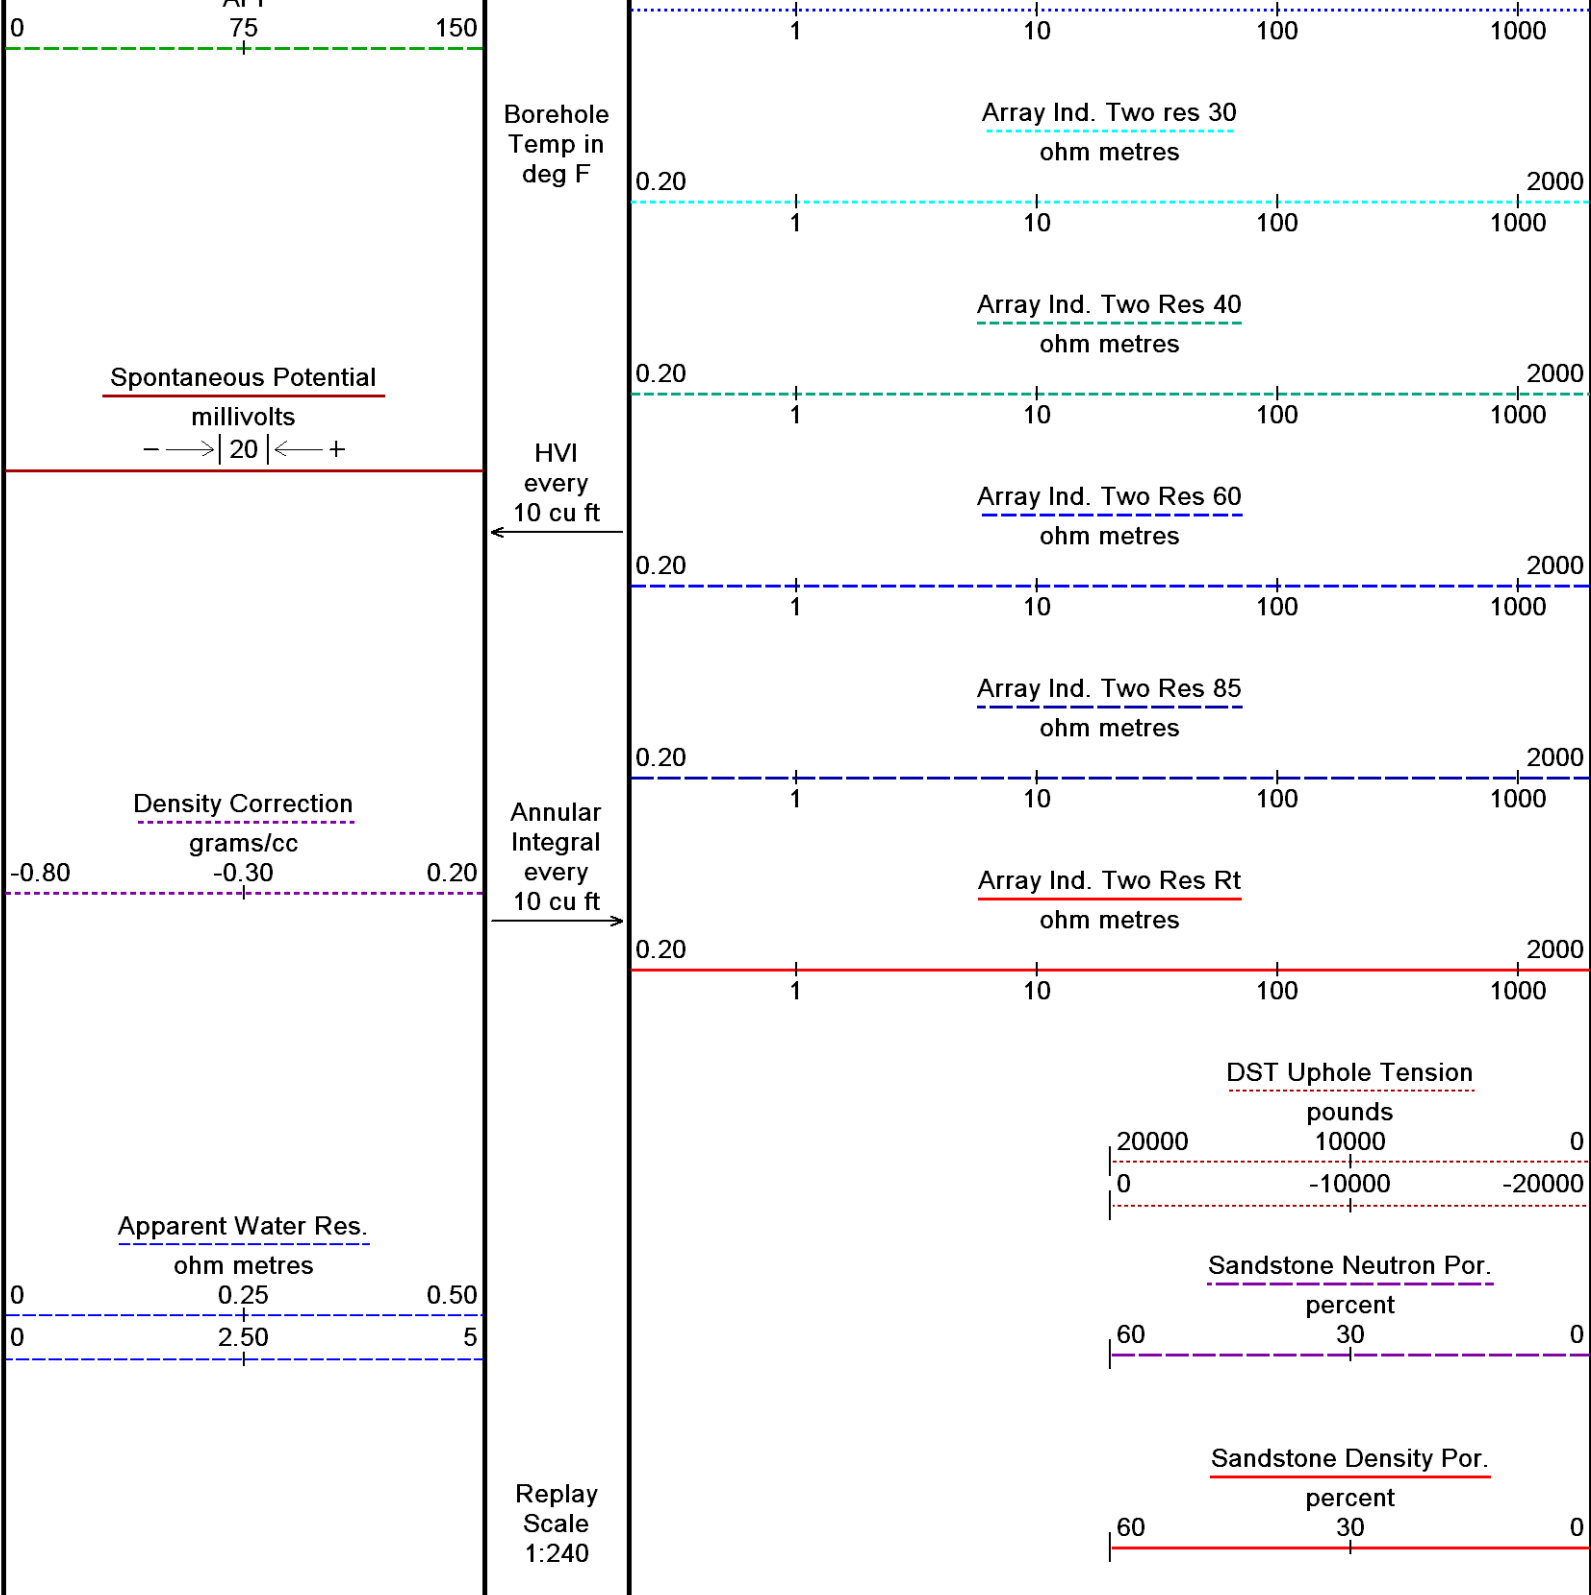 API
0 75 150
Spontaneous Potential
millivolts
− 20 +
Density Correction
grams/cc
-0.80 -0.30 0.20
Apparent Water Res.
ohm metres
0 0.25 0.50
0 2.50 5
Borehole
Temp in
deg F
HVI
every
10 cu ft
Annular
Integral
every
10 cu ft
Replay
Scale
1:240
1 10 100 1000
Array Ind. Two res 30
ohm metres
0.20 2000
1 10 100 1000
Array Ind. Two Res 40
ohm metres
0.20 2000
1 10 100 1000
Array Ind. Two Res 60
ohm metres
0.20 2000
1 10 100 1000
Array Ind. Two Res 85
ohm metres
0.20 2000
1 10 100 1000
Array Ind. Two Res Rt
ohm metres
0.20 2000
1 10 100 1000
DST Uphole Tension
pounds
20000 10000 0
0 -10000 -20000
Sandstone Neutron Por.
percent
60 30 0
Sandstone Density Por.
percent
60 30 0